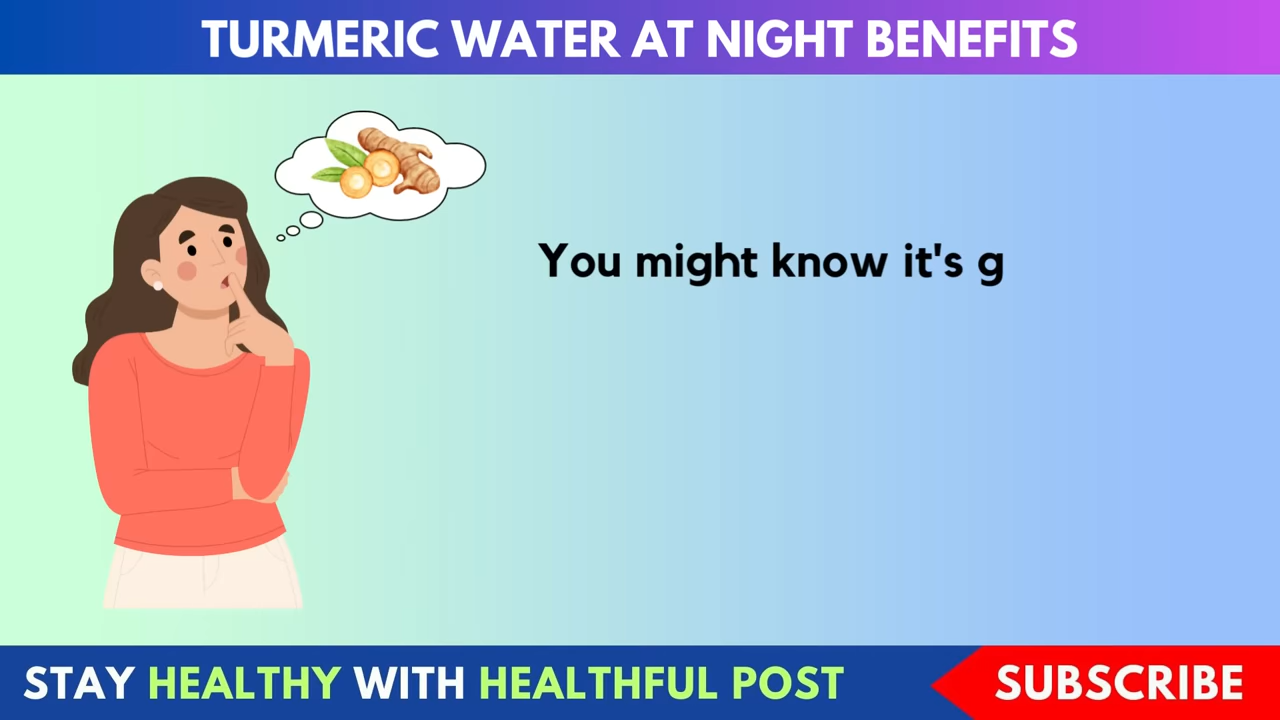 TURMERIC WATER AT NIGHT BENEFITS
You might know it's g
STAY HEALTHY WITH HEALTHFUL POST
SUBSCRIBE